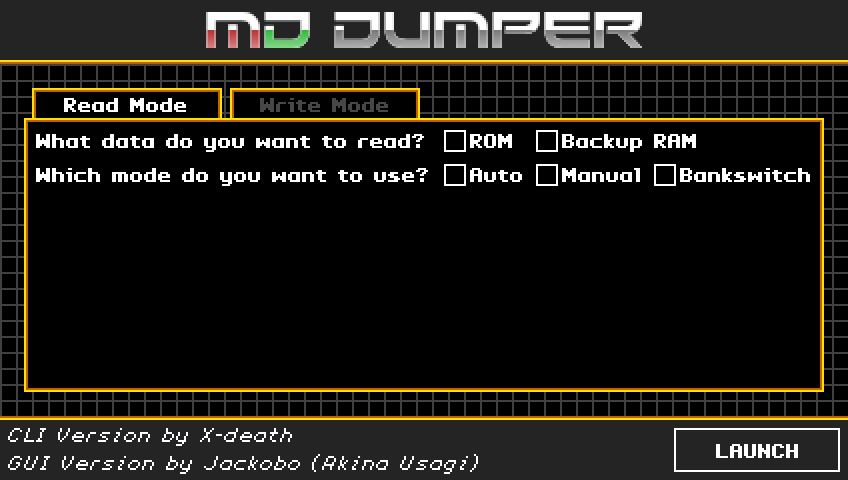 MD DUMPER
Read Mode
Write Mode
What data do you want to read? ROM Backup RAM
Which mode do you want to use? Auto Manual Bankswitch
CLI Version by X-death
GUI Version by Jackobo (Akina Usagi)
LAUNCH